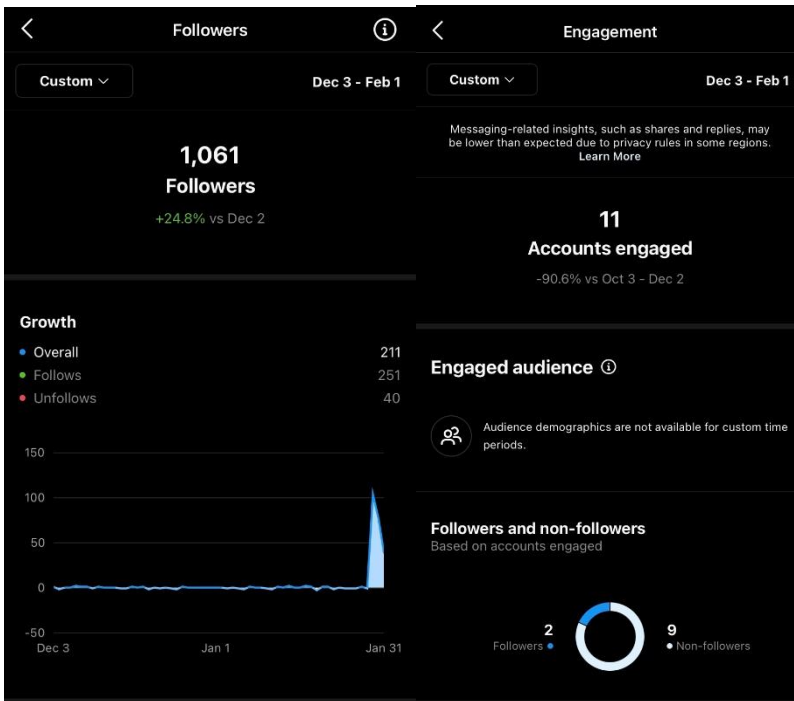 Followers
Custom
Dec 3 - Feb 1
1,061
Followers
+24.8% vs Dec 2
Growth
Overall 211
Follows 251
Unfollows 40
150
100
50
0
-50
Dec 3 Jan 1 Jan 31
Engagement
Custom
Dec 3 - Feb 1
Messaging-related insights, such as shares and replies, may
be lower than expected due to privacy rules in some regions.
Learn More
11
Accounts engaged
-90.6% vs Oct 3 - Dec 2
Engaged audience
Audience demographics are not available for custom time
periods.
Followers and non-followers
Based on accounts engaged
2 9
Followers Non-followers